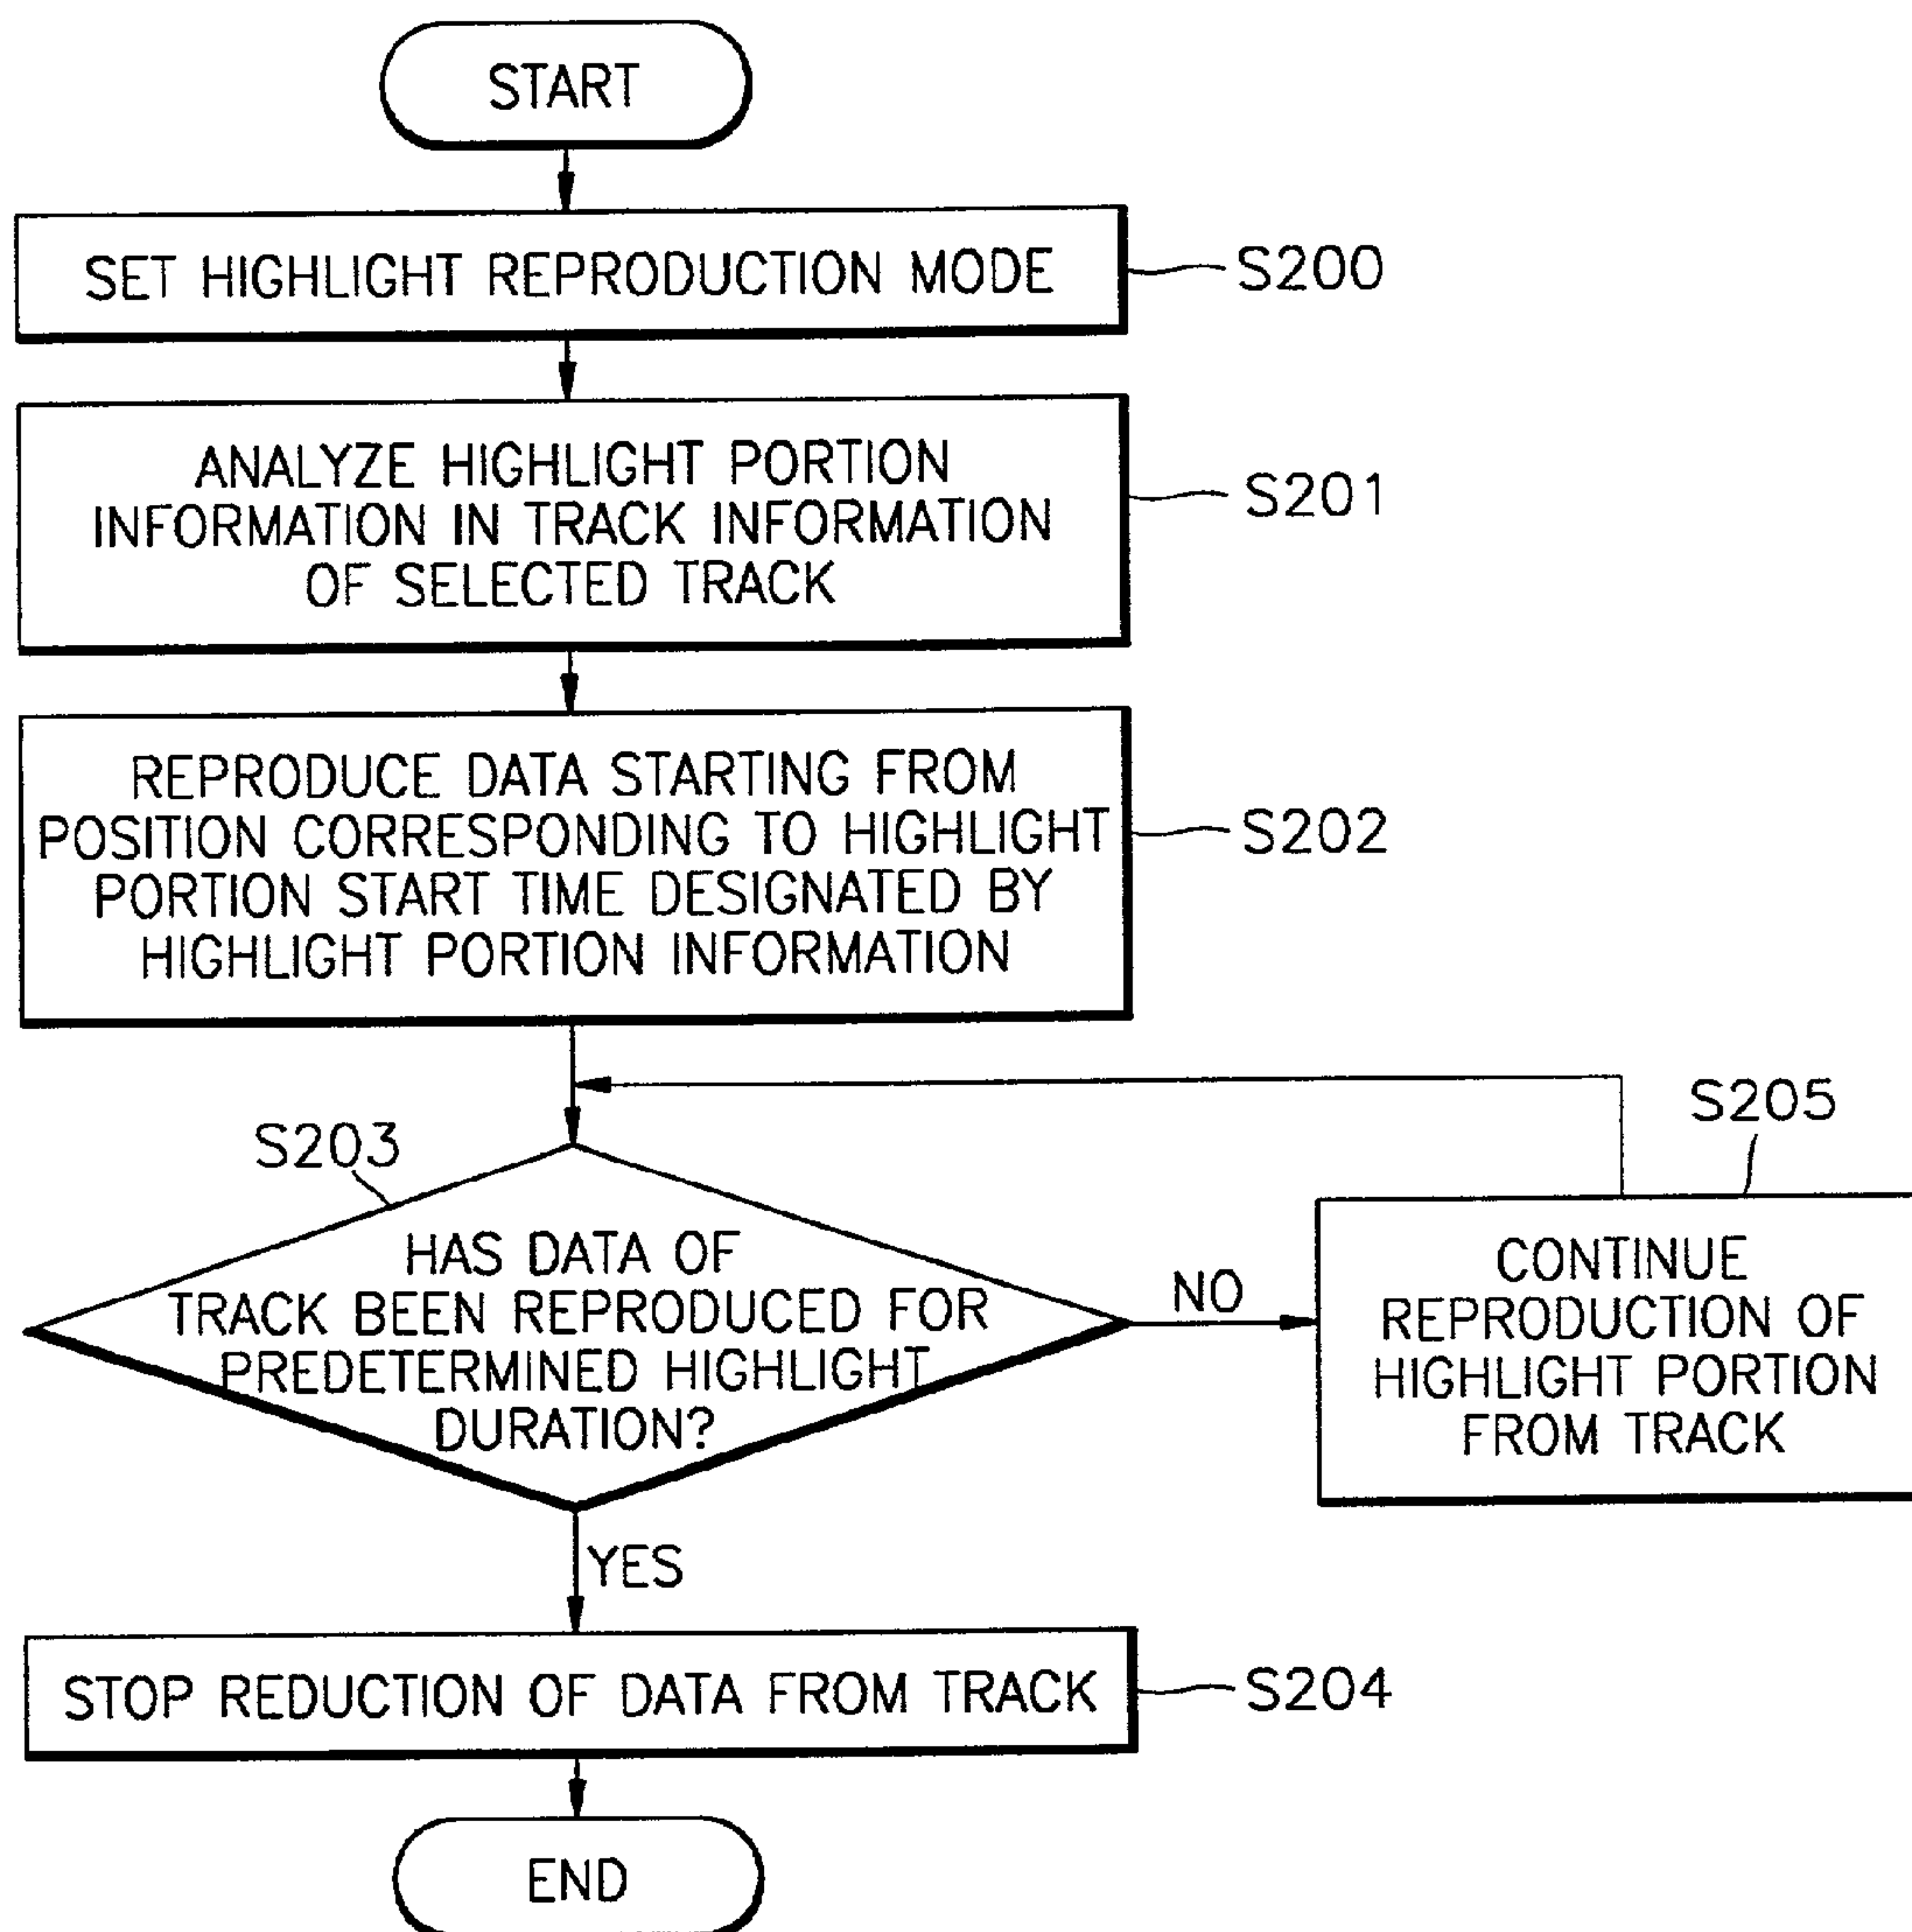 START
SET HIGHLIGHT REPRODUCTION MODE
S200
ANALYZE HIGHLIGHT PORTION
INFORMATION IN TRACK INFORMATION
OF SELECTED TRACK
S201
REPRODUCE DATA STARTING FROM
POSITION CORRESPONDING TO HIGHLIGHT
PORTION START TIME DESIGNATED BY
HIGHLIGHT PORTION INFORMATION
S202
S203
HAS DATA OF
TRACK BEEN REPRODUCED FOR
PREDETERMINED HIGHLIGHT
DURATION?
NO
S205
CONTINUE
REPRODUCTION OF
HIGHLIGHT PORTION
FROM TRACK
YES
STOP REDUCTION OF DATA FROM TRACK
S204
END